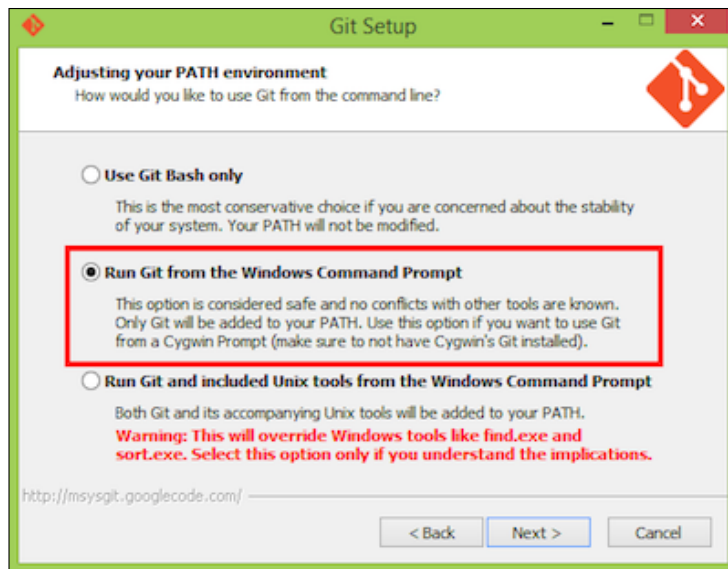 Git Setup
Adjusting your PATH environment
How would you like to use Git from the command line?
Use Git Bash only
This is the most conservative choice if you are concerned about the stability
of your system. Your PATH will not be modified.
Run Git from the Windows Command Prompt
This option is considered safe and no conflicts with other tools are known.
Only Git will be added to your PATH. Use this option if you want to use Git
from a Cygwin Prompt (make sure to not have Cygwin's Git installed).
Run Git and included Unix tools from the Windows Command Prompt
Both Git and its accompanying Unix tools will be added to your PATH.
Warning: This will override Windows tools like find.exe and
sort.exe. Select this option only if you understand the implications.
http://msysgit.googlecode.com/
< Back Next > Cancel